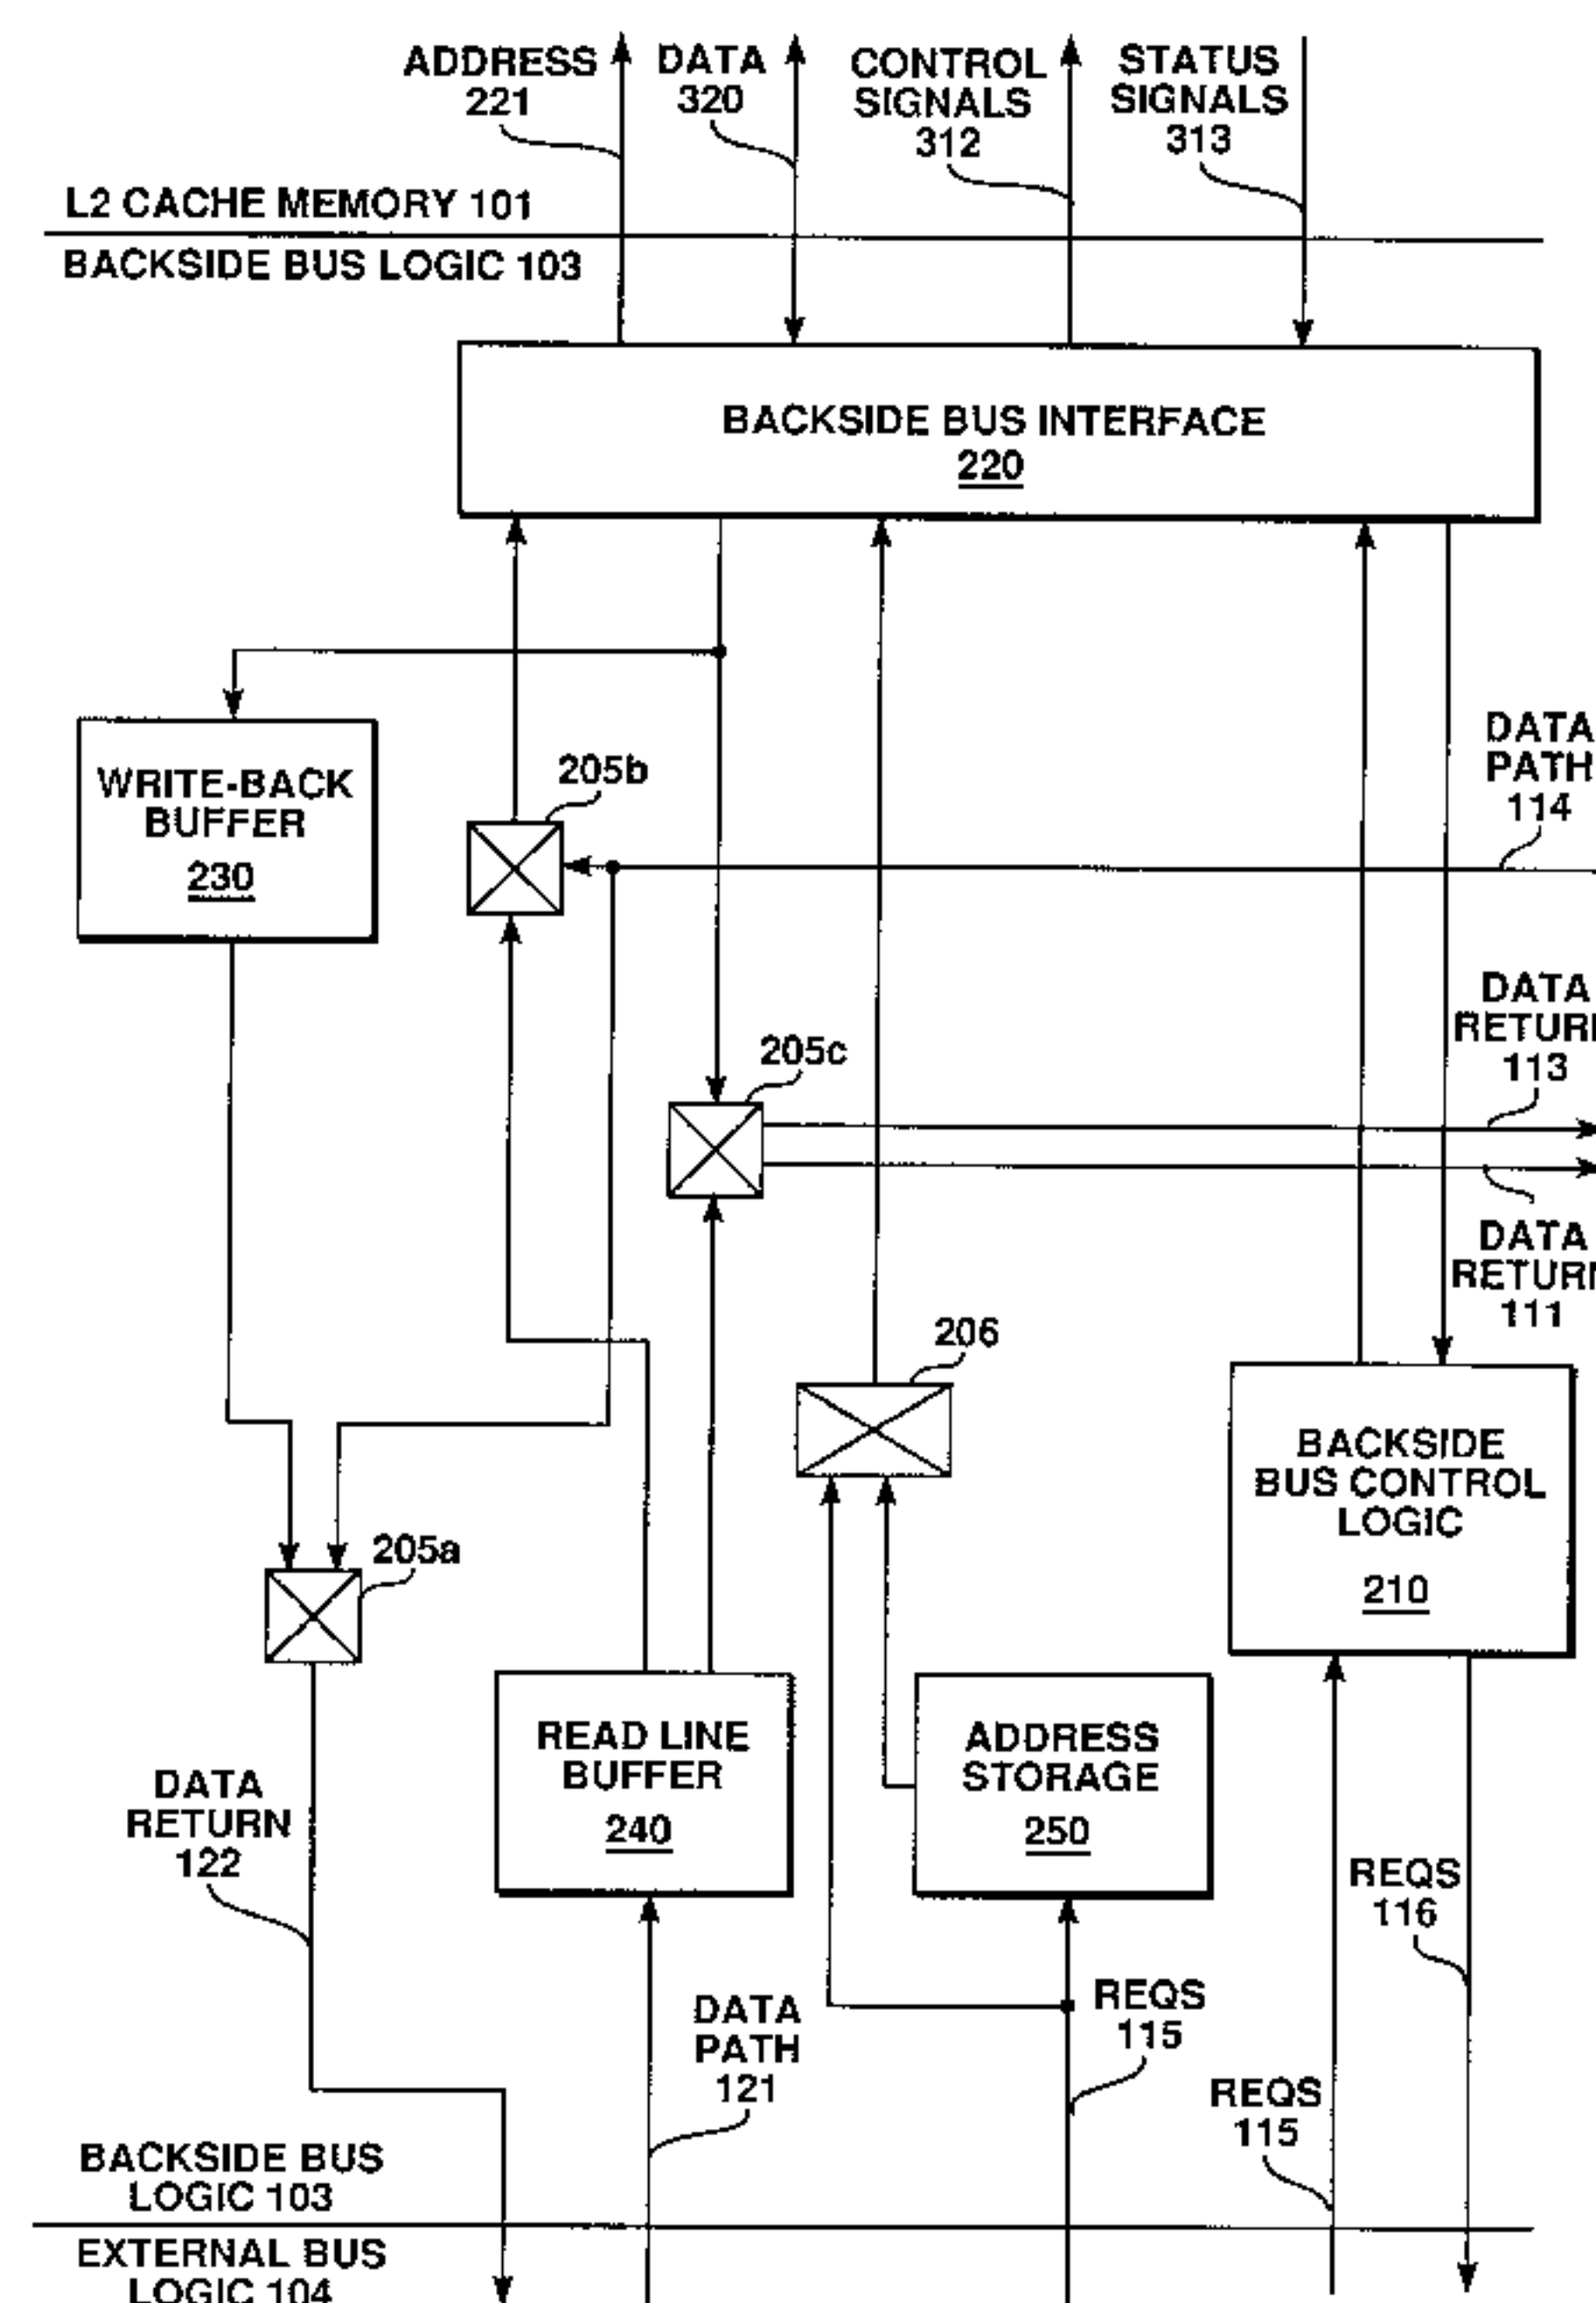 ADDRESS
221
DATA
320
CONTROL
SIGNALS
312
STATUS
SIGNALS
313
L2 CACHE MEMORY 101
BACKSIDE BUS LOGIC 103
BACKSIDE BUS INTERFACE
220
WRITE-BACK
BUFFER
230
205b
DATA
PATH
114
205c
DATA
RETURN
113
DATA
RETURN
111
206
BACKSIDE
BUS CONTROL
LOGIC
210
205a
READ LINE
BUFFER
240
ADDRESS
STORAGE
250
DATA
RETURN
122
REQS
116
DATA
PATH
121
REQS
115
REQS
115
BACKSIDE BUS
LOGIC 103
EXTERNAL BUS
LOGIC 104